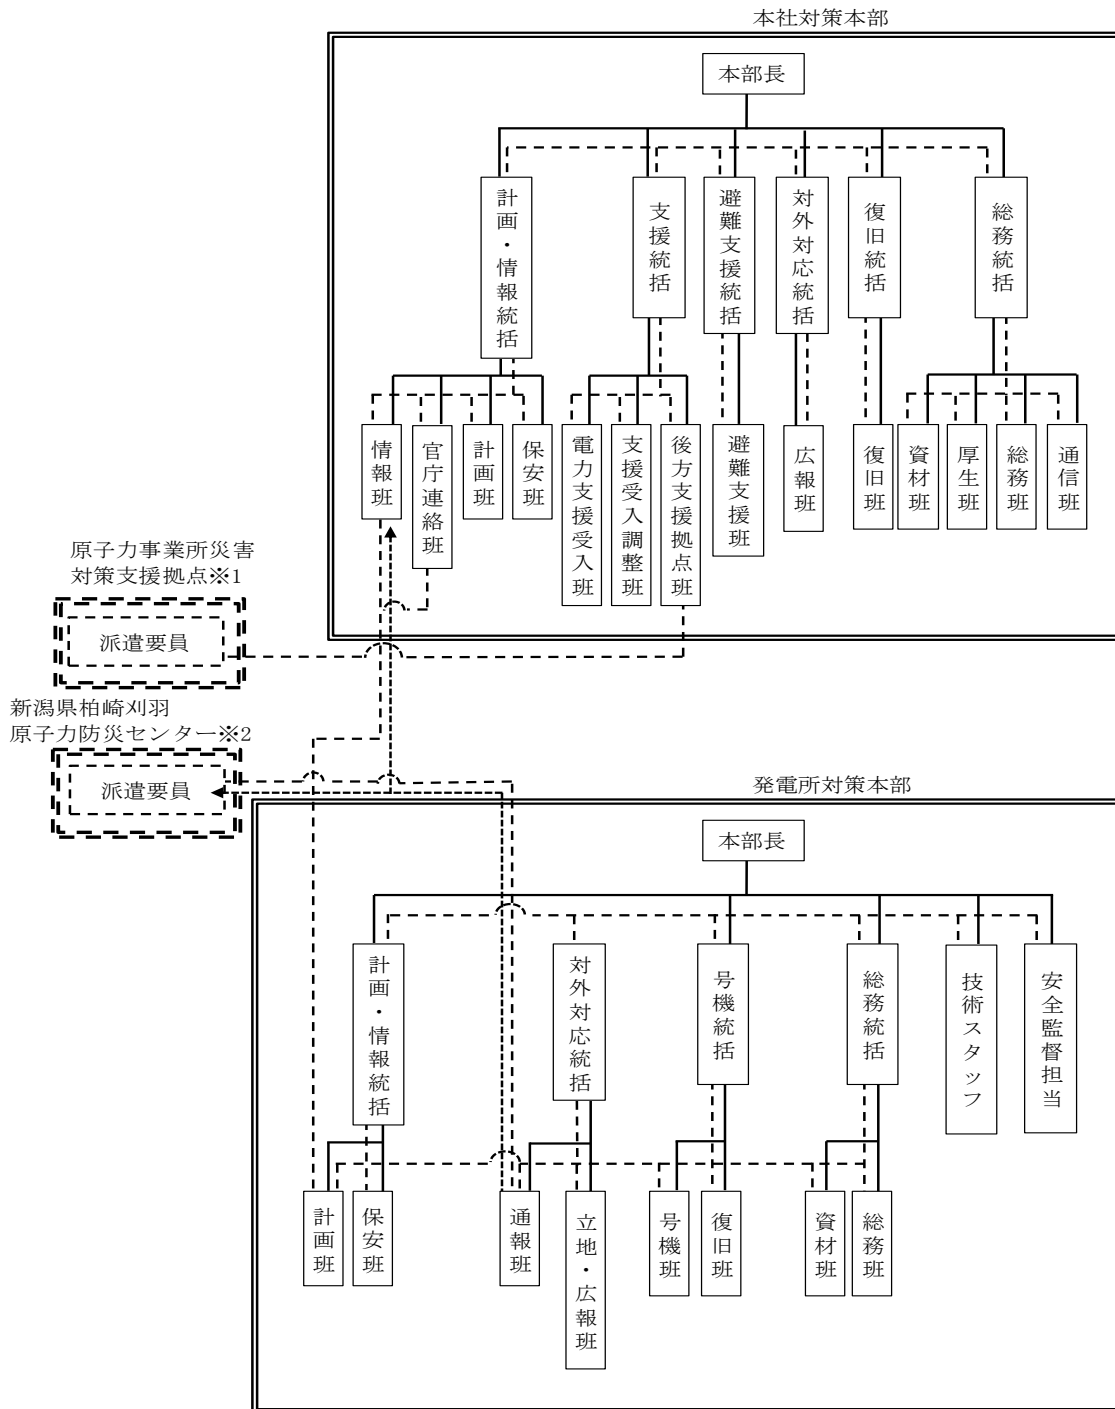 本社対策本部
本部長
計画・情報統括
支援統括
避難支援統括
対外対応統括
復旧統括
総務統括
情報班
官庁連絡班
計画班
保安班
電力支援受入班
支援受入調整班
後方支援拠点班
避難支援班
広報班
復旧班
資材班
厚生班
総務班
通信班
原子力事業所災害
対策支援拠点※1
派遣要員
新潟県柏崎刈羽
原子力防災センター※2
派遣要員
発電所対策本部
本部長
計画・情報統括
対外対応統括
号機統括
総務統括
技術スタッフ
安全監督担当
計画班
保安班
通報班
立地・広報班
号機班
復旧班
資材班
総務班